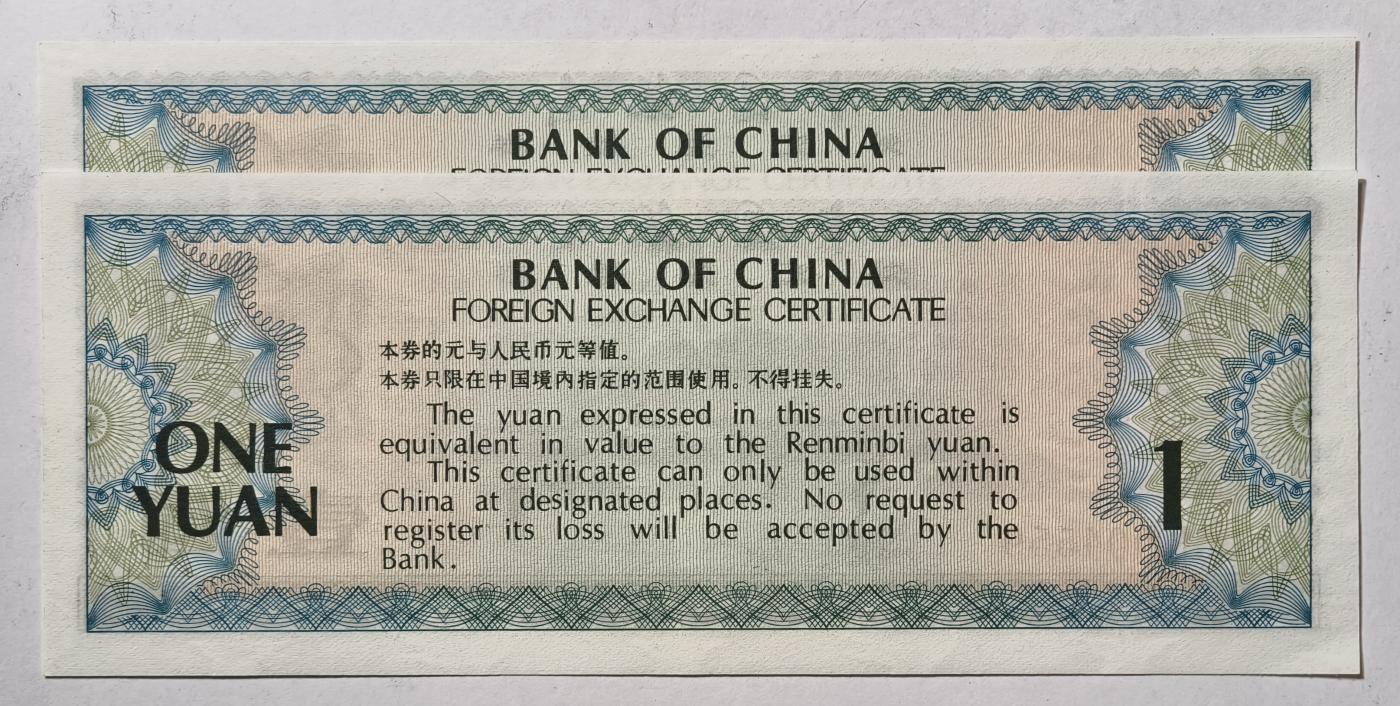 BANK OF CHINA
FOREIGN EXCHANGE CERTIFICATE
BANK OF CHINA
FOREIGN EXCHANGE CERTIFICATE
本券的元与人民币元等值。
本券只限在中国境内指定的范围使用。不得挂失。
The yuan expressed in this certificate is
equivalent in value to the Renminbi yuan.
This certificate can only be used within
China at designated places. No request to
register its loss will be accepted by the
Bank.
ONE
YUAN
1